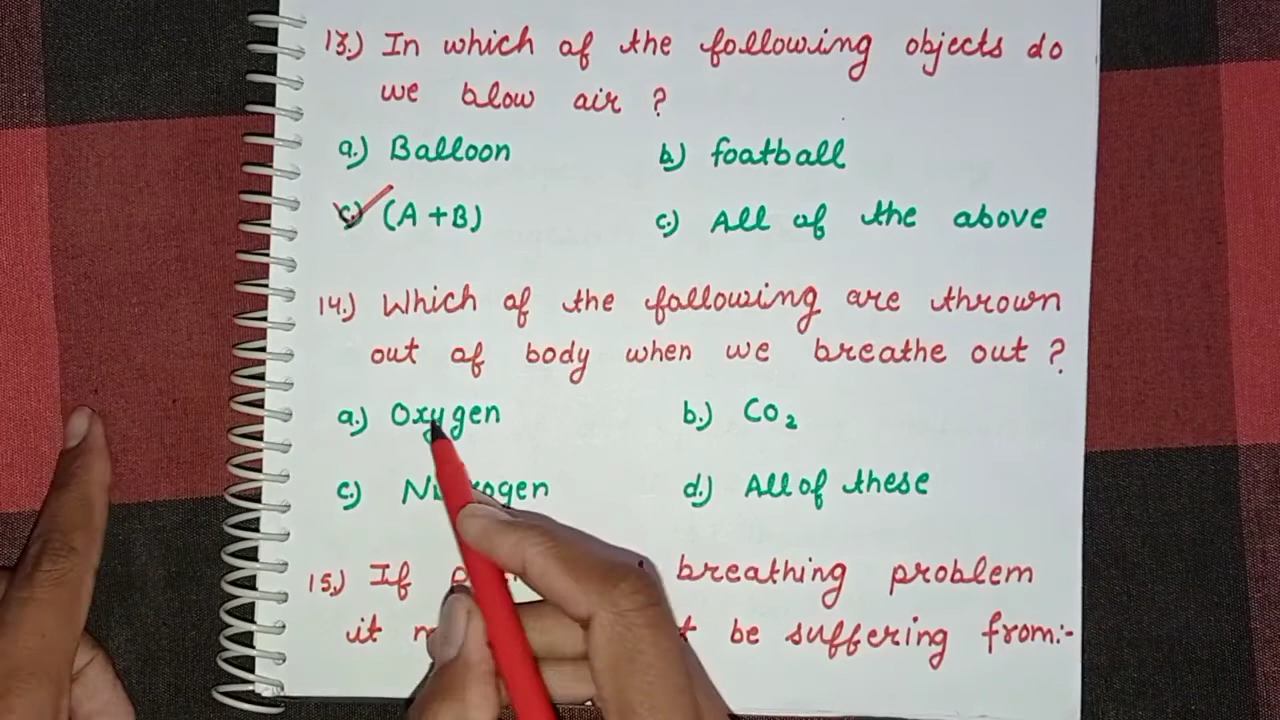 13.) In which of the following objects do
we blow air ?
a.) Balloon b.) foatball
c.) (A+B) c.) All of the above
14.) Which of the following are thrown
out of body when we breathe out ?
a.) Oxygen b.) Co₂
c.) Nitrogen d.) All of these
15.) If breathing problem
it be suffering from:-